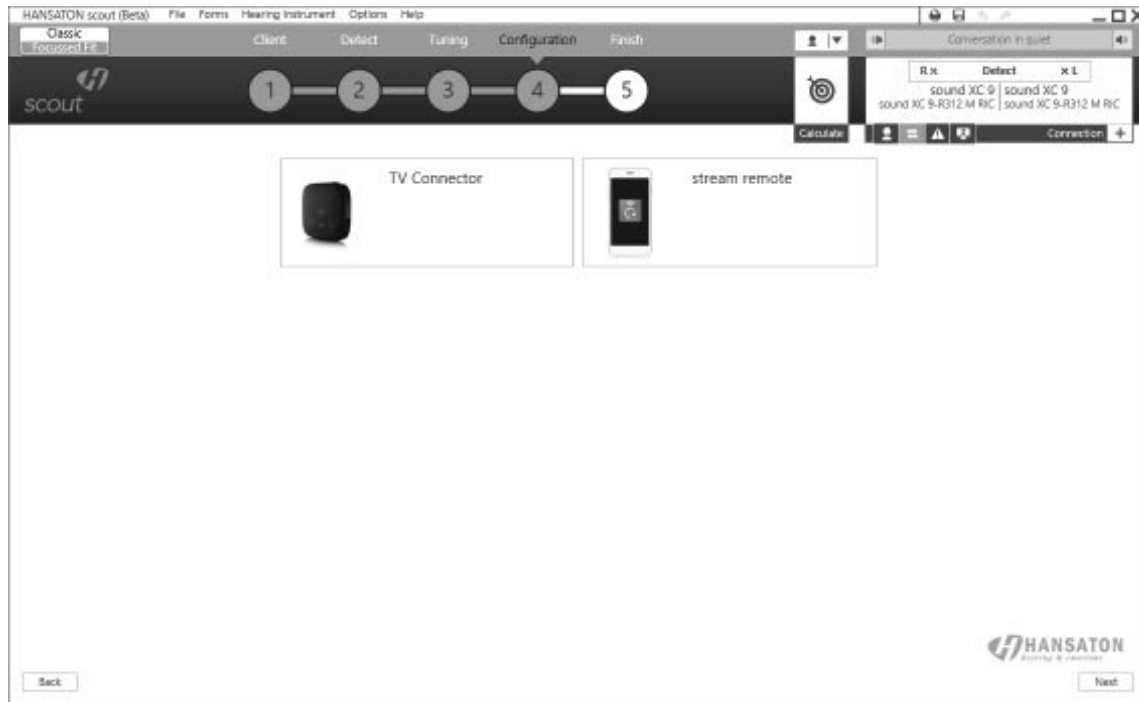 HANSATON scout (Beta) File Forms Hearing Instrument Options Help
Classic
Focussed Fit
Client Detect Tuning Configuration Finish
Conversation in quiet
scout
1 2 3 4 5
R Detect L
sound XC 9 sound XC 9
sound XC 9-R312 M RIC sound XC 9-R312 M RIC
Calculate
Connection +
TV Connector
stream remote
HANSATON
Back
Next